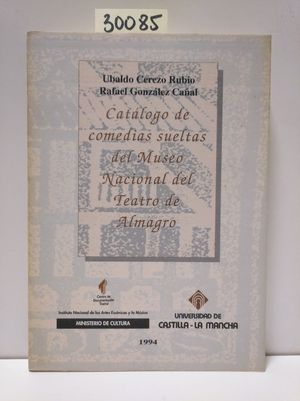 30085
Ubaldo Cerezo Rubio
Rafael González Cañal
Catálogo de
comedias sueltas
del Museo
Nacional del
Teatro de
Almagro
Centro de
Documentación
Teatral
Instituto Nacional de las Artes Escénicas y de la Música
MINISTERIO DE CULTURA
UNIVERSIDAD DE
CASTILLA-LA MANCHA
1994